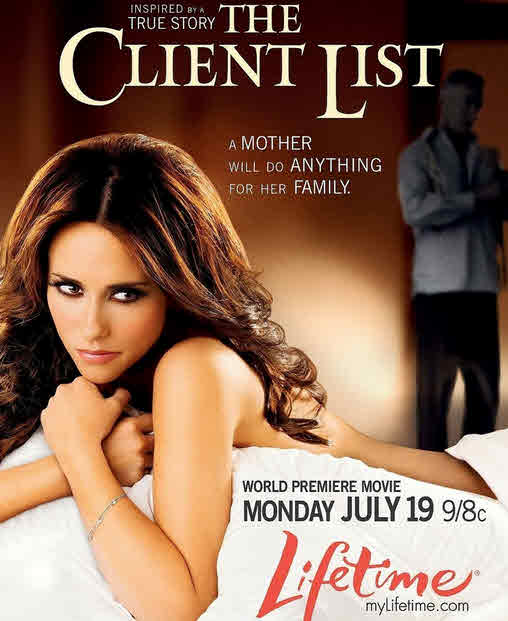 INSPIRED BY A
TRUE STORY
THE
CLIENT LIST
A MOTHER
WILL DO ANYTHING
FOR HER FAMILY.
WORLD PREMIERE MOVIE
MONDAY JULY 19 9/8c
Lifetime®
myLifetime.com